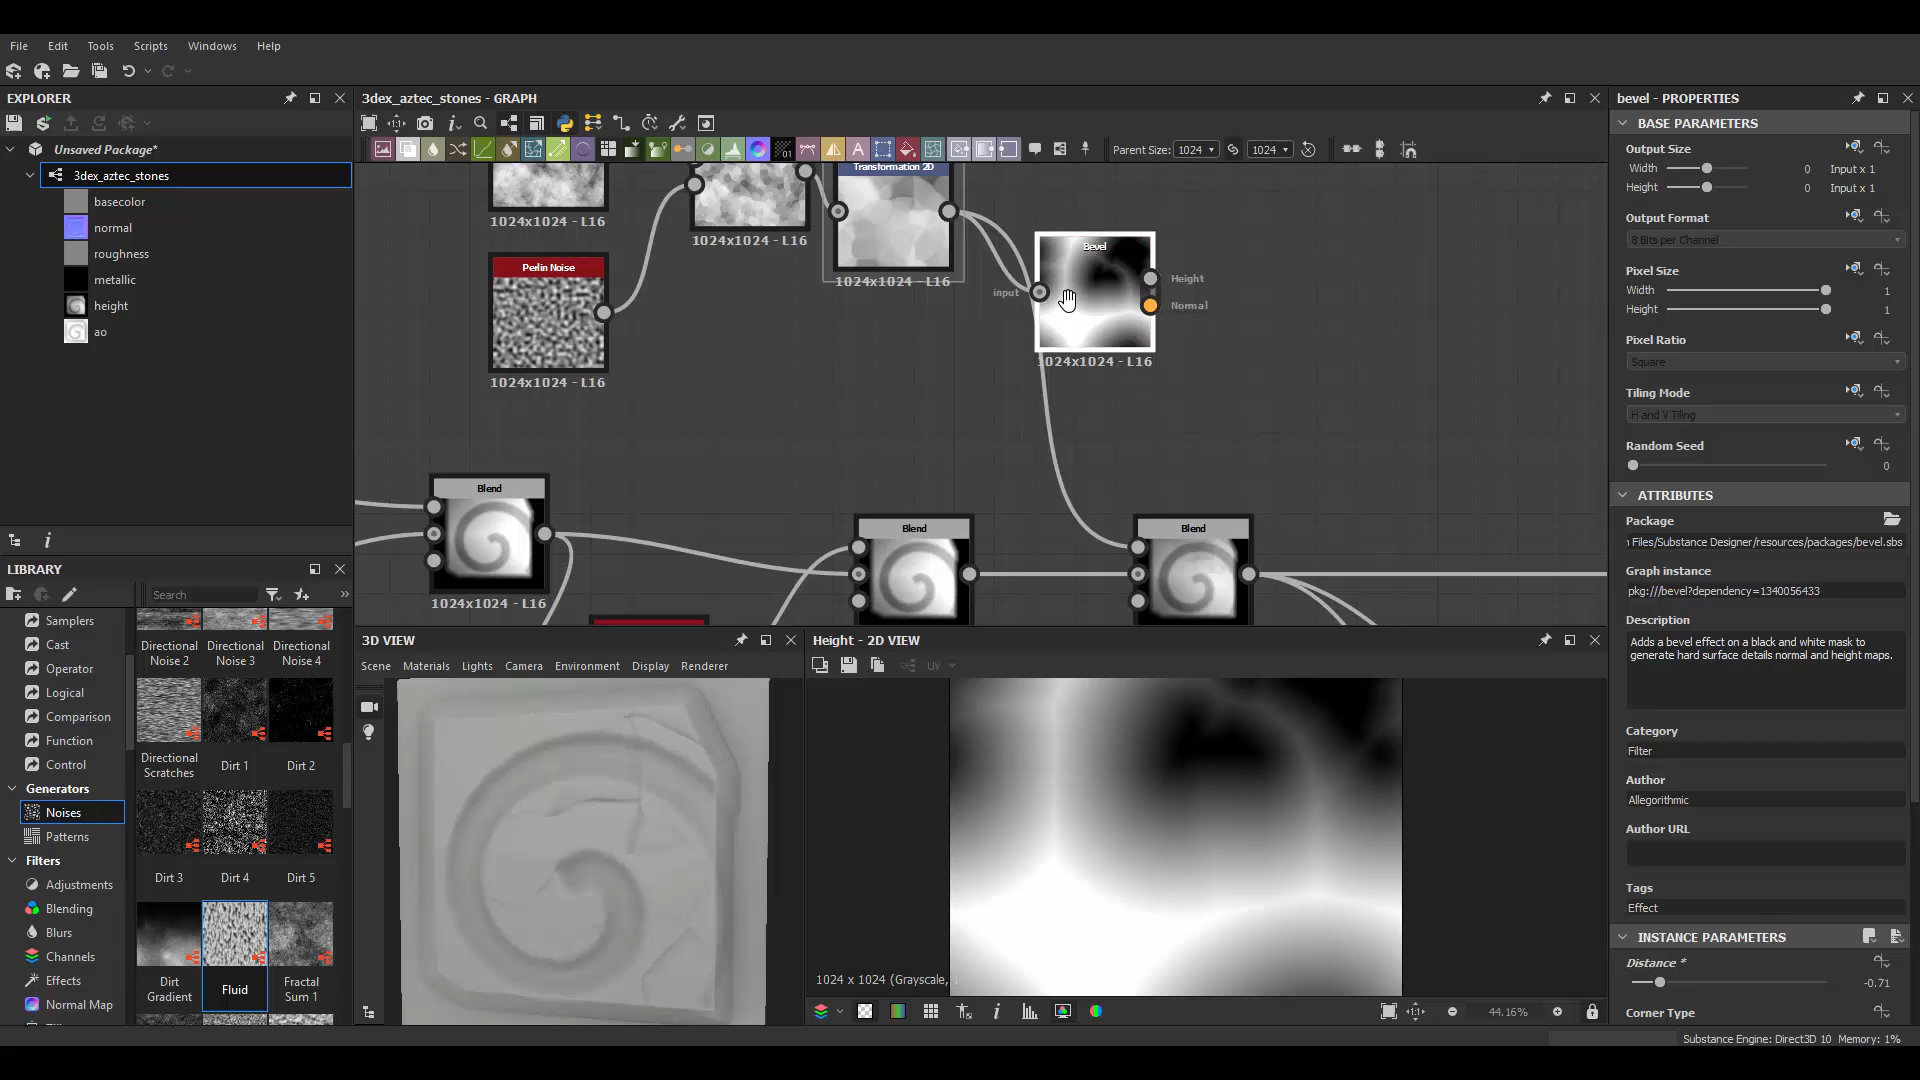 File Edit Tools Scripts Windows Help
EXPLORER
Unsaved Package*
3dex_aztec_stones
basecolor
normal
roughness
metallic
height
ao
LIBRARY
Search
Samplers
Cast
Operator
Logical
Comparison
Function
Control
Generators
Noises
Patterns
Filters
Adjustments
Blending
Blurs
Channels
Effects
Normal Map
Directional Noise 2
Directional Noise 3
Directional Noise 4
Directional Scratches
Dirt 1
Dirt 2
Dirt 3
Dirt 4
Dirt 5
Dirt Gradient
Fluid
Fractal Sum 1
3dex_aztec_stones - GRAPH
Parent Size: 1024 1024
Transformation 2D
1024x1024 - L16
1024x1024 - L16
1024x1024 - L16
Perlin Noise
1024x1024 - L16
Bevel
input
Height
Normal
1024x1024 - L16
Blend
1024x1024 - L16
Blend
Blend
3D VIEW
Scene Materials Lights Camera Environment Display Renderer
Height - 2D VIEW
UV
1024 x 1024 (Grayscale,
44.16%
bevel - PROPERTIES
BASE PARAMETERS
Output Size
Width 0 Input x 1
Height 0 Input x 1
Output Format
8 Bits per Channel
Pixel Size
Width 1
Height 1
Pixel Ratio
Square
Tiling Mode
H and V Tiling
Random Seed
0
ATTRIBUTES
Package
Files/Substance Designer/resources/packages/bevel.sbs
Graph instance
pkg:///bevel?dependency=1340056433
Description
Adds a bevel effect on a black and white mask to
generate hard surface details normal and height maps.
Category
Filter
Author
Allegorithmic
Author URL
Tags
Effect
INSTANCE PARAMETERS
Distance *
-0.71
Corner Type
Substance Engine: Direct3D 10 Memory: 1%